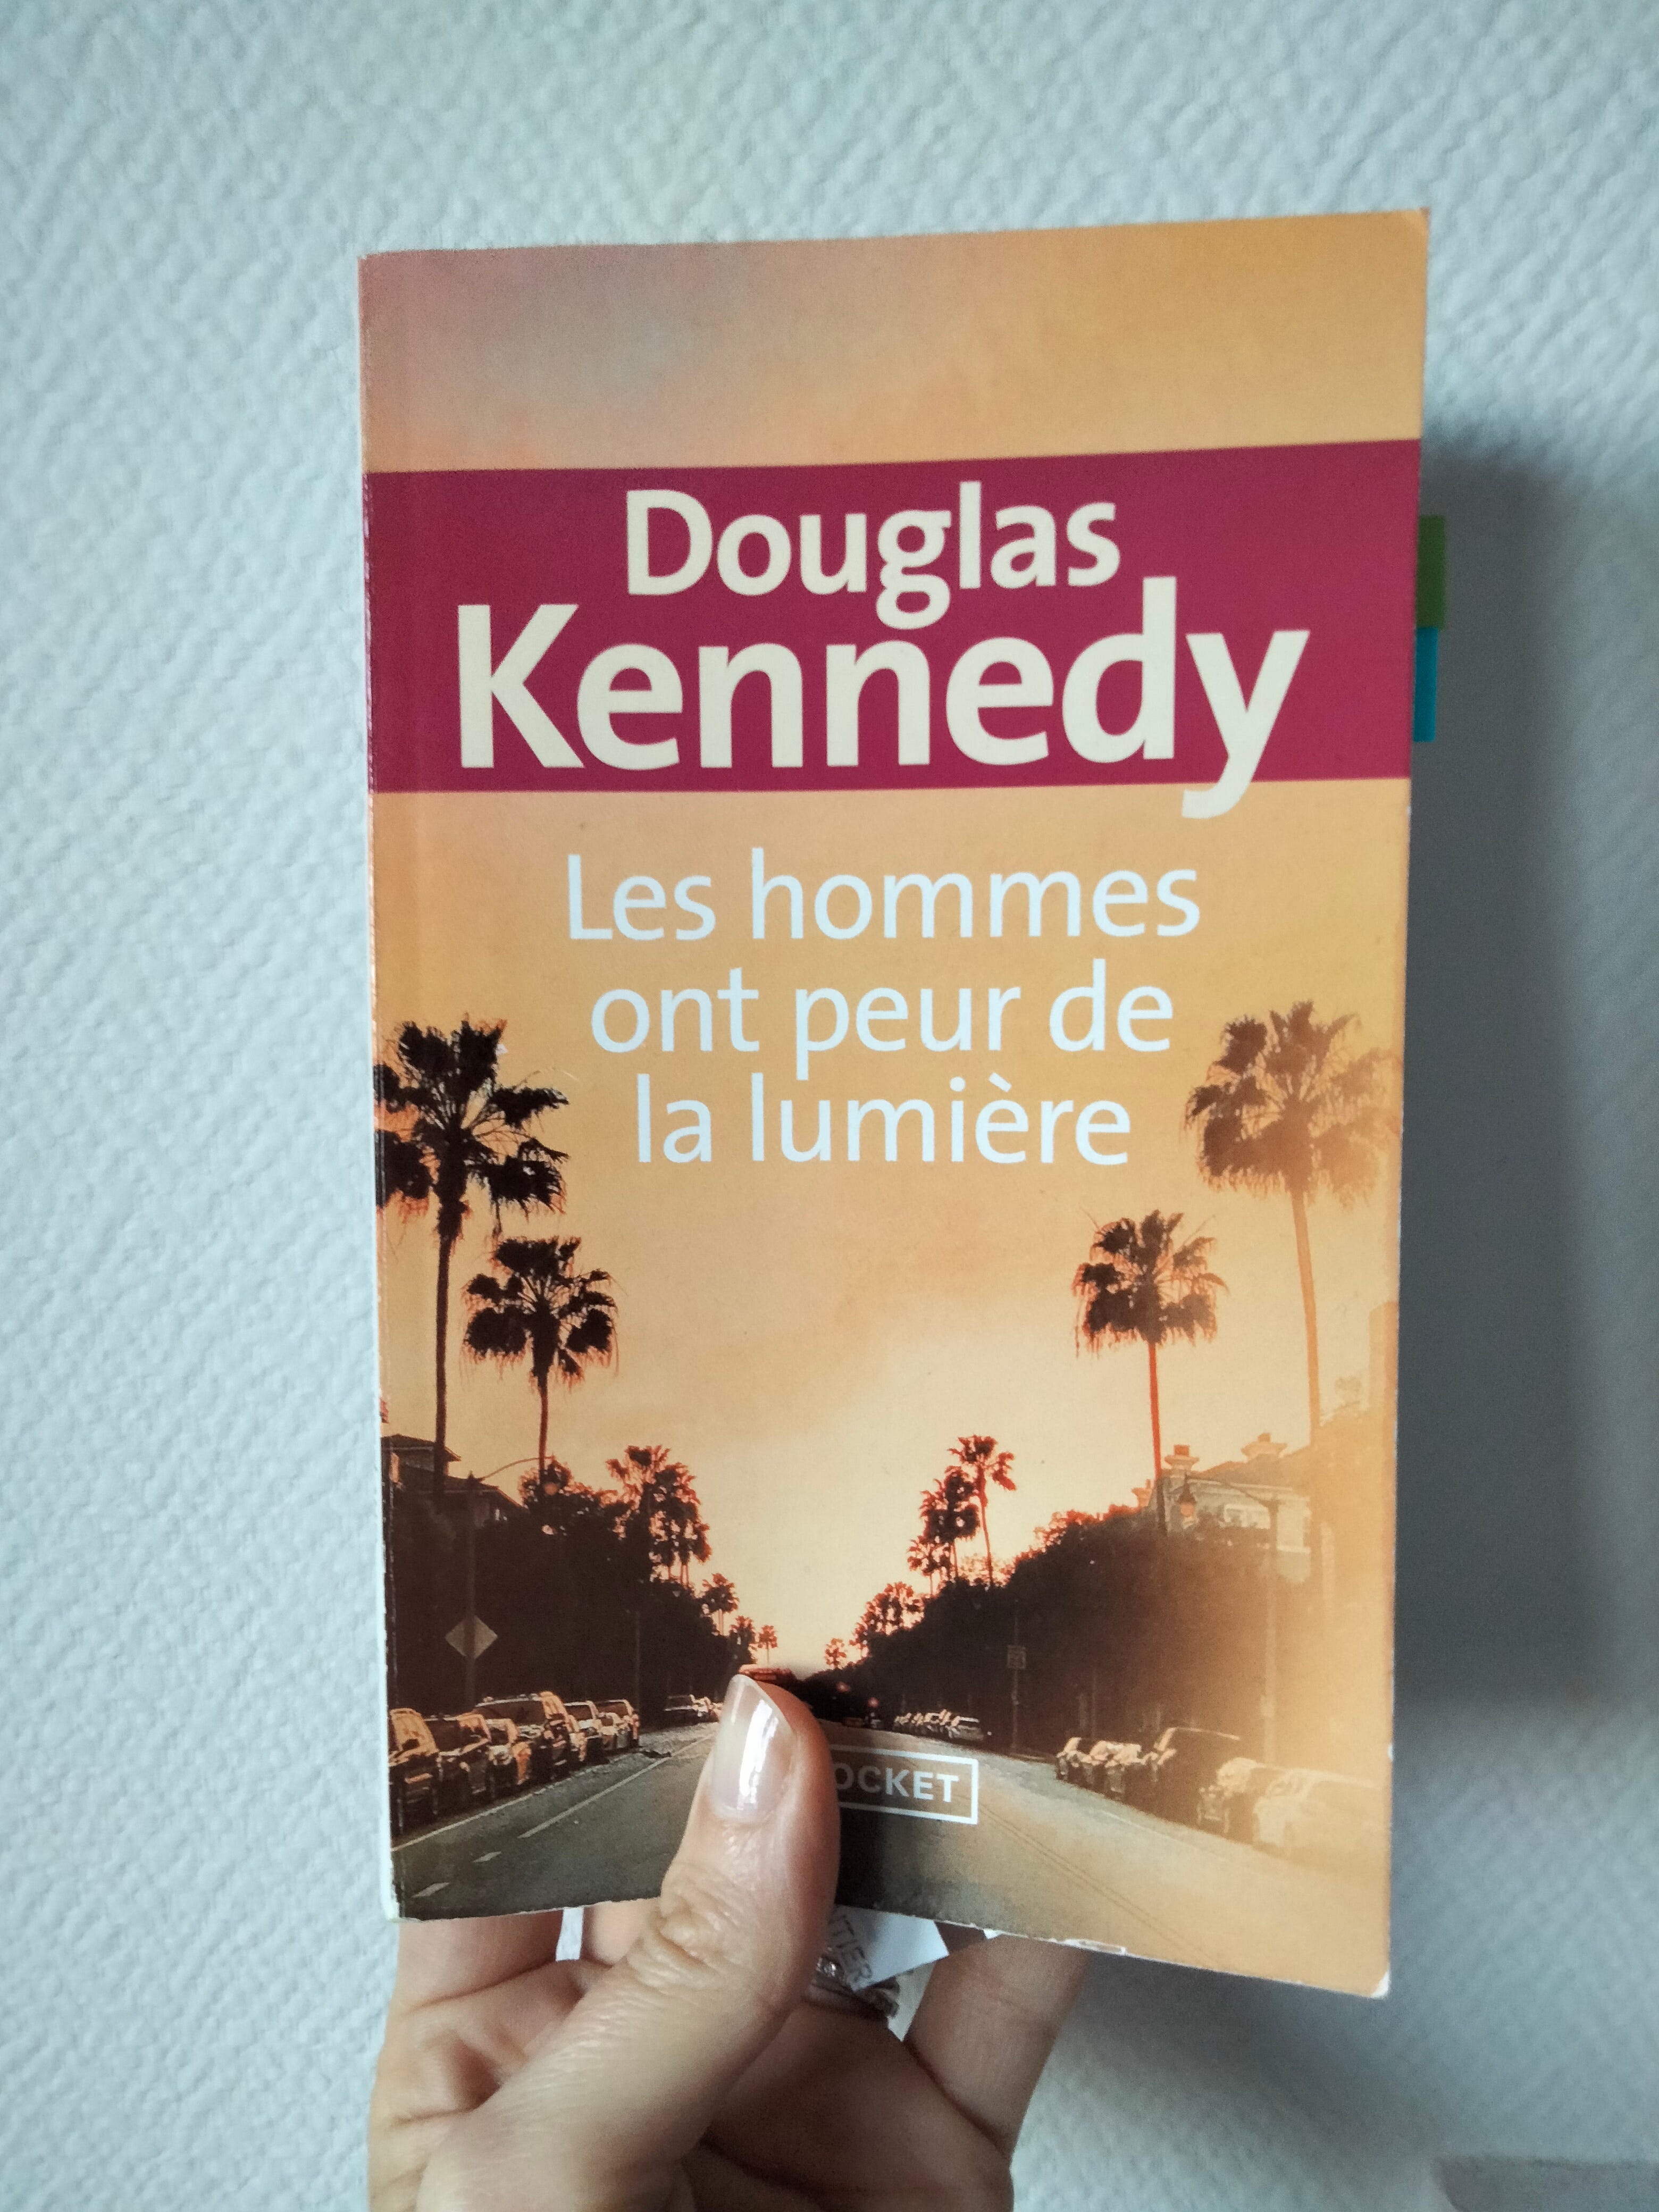 Douglas
Kennedy
Les hommes
ont peur de
la lumière